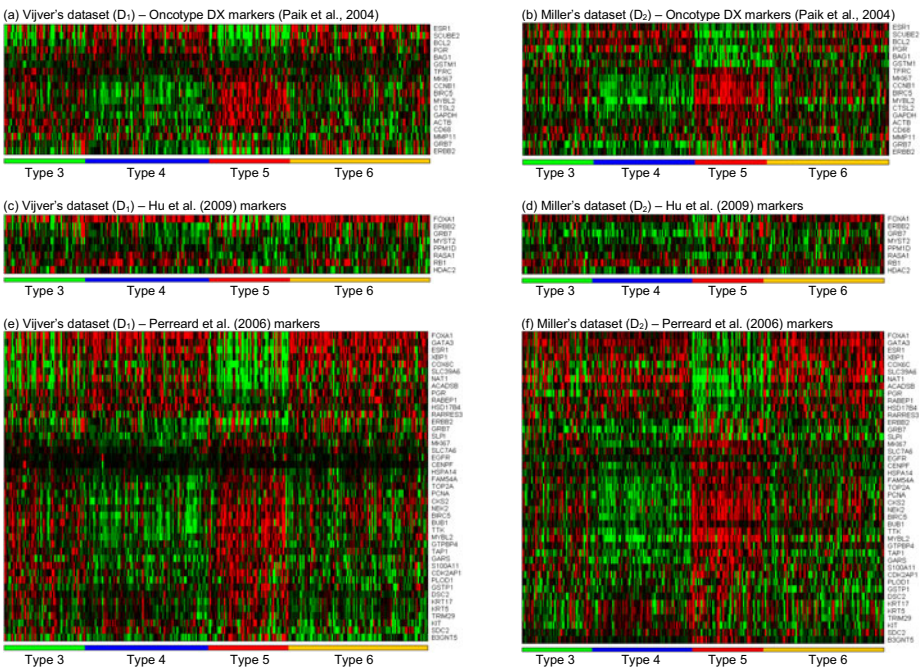 (a) Vijver's dataset (D1) – Oncotype DX markers (Paik et al., 2004)
ESR1
SCUBE2
BCL2
PGR
BAG1
GSTM1
TFRC
MKI67
CCNB1
BIRC5
MYBL2
CTSL2
GAPDH
ACTB
CD68
MMP11
GRB7
ERBB2
Type 3
Type 4
Type 5
Type 6
(b) Miller's dataset (D2) – Oncotype DX markers (Paik et al., 2004)
ESR1
SCUBE2
BCL2
PGR
BAG1
GSTM1
TFRC
MKI67
CCNB1
BIRC5
MYBL2
CTSL2
GAPDH
ACTB
CD68
MMP11
GRB7
ERBB2
Type 3
Type 4
Type 5
Type 6
(c) Vijver's dataset (D1) – Hu et al. (2009) markers
FOXA1
ERBB2
GRB7
MYST2
PPM1D
RASA1
RB1
HDAC2
Type 3
Type 4
Type 5
Type 6
(d) Miller's dataset (D2) – Hu et al. (2009) markers
FOXA1
ERBB2
GRB7
MYST2
PPM1D
RASA1
RB1
HDAC2
Type 3
Type 4
Type 5
Type 6
(e) Vijver's dataset (D1) – Perreard et al. (2006) markers
FOXA1
GATA3
ESR1
XBP1
COX6C
SLC39A6
NAT1
ACADSB
PGR
RABEP1
HSD17B4
RARRES3
ERBB2
GRB7
SLPI
MKI67
SLC7A6
EGFR
CENPF
HSPA14
FAM54A
TOP2A
PCNA
CKS2
NEK2
BIRC5
BUB1
TTK
MYBL2
GTPBP4
TAP1
GARS
S100A11
CDK2AP1
PLOD1
GSTP1
DSC2
KRT17
KRT5
TRIM29
KIT
SDC2
B3GNT5
Type 3
Type 4
Type 5
Type 6
(f) Miller's dataset (D2) – Perreard et al. (2006) markers
FOXA1
GATA3
ESR1
XBP1
COX6C
SLC39A6
NAT1
ACADSB
PGR
RABEP1
HSD17B4
RARRES3
ERBB2
GRB7
SLPI
MKI67
SLC7A6
EGFR
CENPF
HSPA14
FAM54A
TOP2A
PCNA
CKS2
NEK2
BIRC5
BUB1
TTK
MYBL2
GTPBP4
TAP1
GARS
S100A11
CDK2AP1
PLOD1
GSTP1
DSC2
KRT17
KRT5
TRIM29
KIT
SDC2
B3GNT5
Type 3
Type 4
Type 5
Type 6